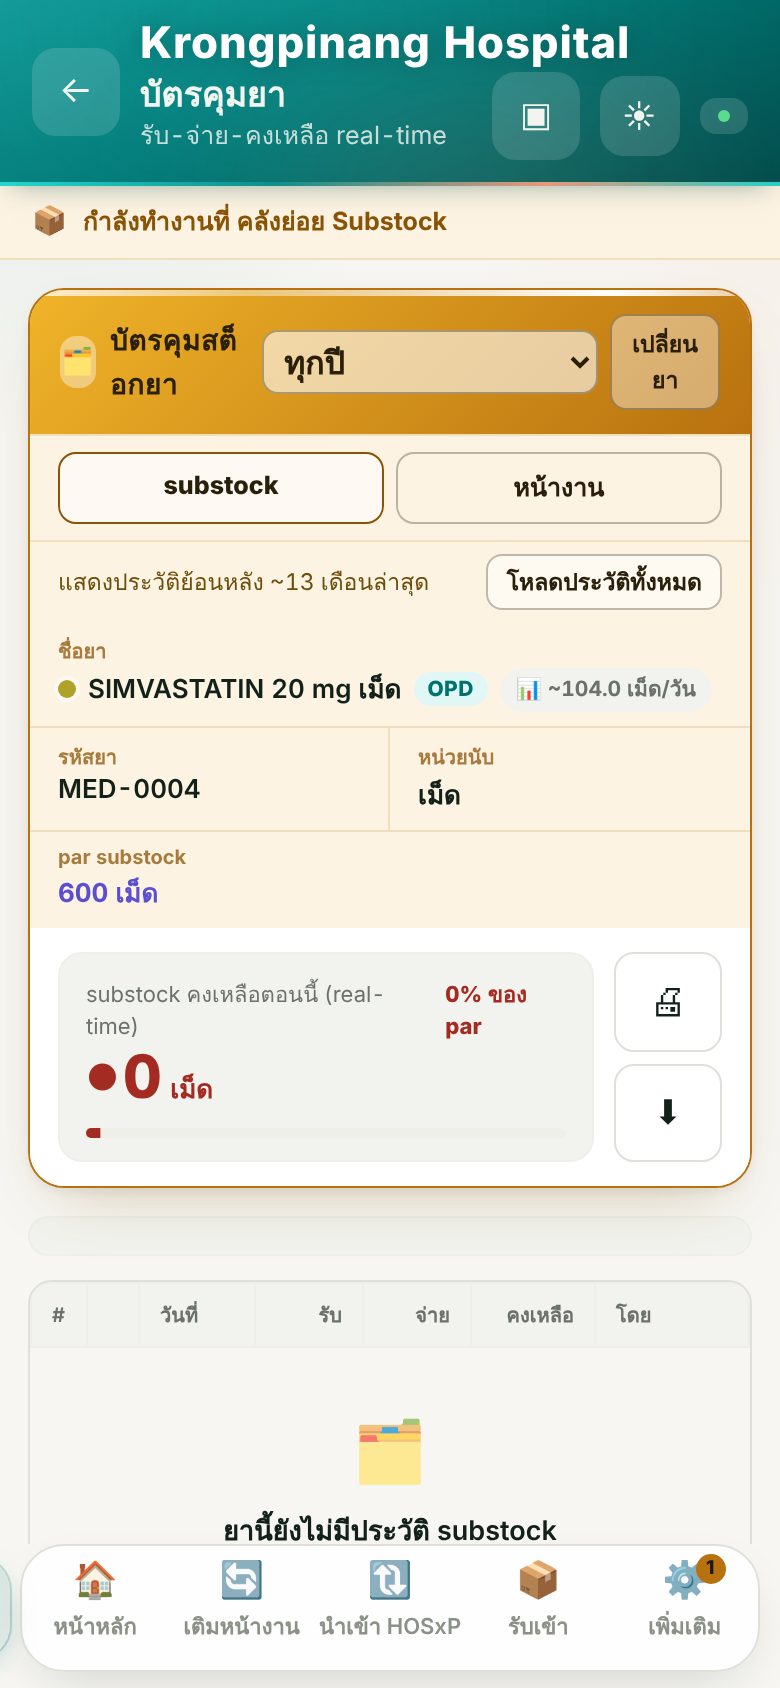 Krongpinang Hospital
บัตรคุมยา
รับ-จ่าย-คงเหลือ real-time
กำลังทำงานที่ คลังย่อย Substock
บัตรคุมสต็
อกยา
ทุกปี
เปลี่ยน
ยา
substock
หน้างาน
แสดงประวัติย้อนหลัง ~13 เดือนล่าสุด
โหลดประวัติทั้งหมด
ชื่อยา
SIMVASTATIN 20 mg เม็ด OPD ~104.0 เม็ด/วัน
รหัสยา
MED-0004
หน่วยนับ
เม็ด
par substock
600 เม็ด
substock คงเหลือตอนนี้ (real-
time)
0% ของ
par
0 เม็ด
# วันที่ รับ จ่าย คงเหลือ โดย
ยานี้ยังไม่มีประวัติ substock
หน้าหลัก
เติมหน้างาน
นำเข้า HOSxP
รับเข้า
1
เพิ่มเติม